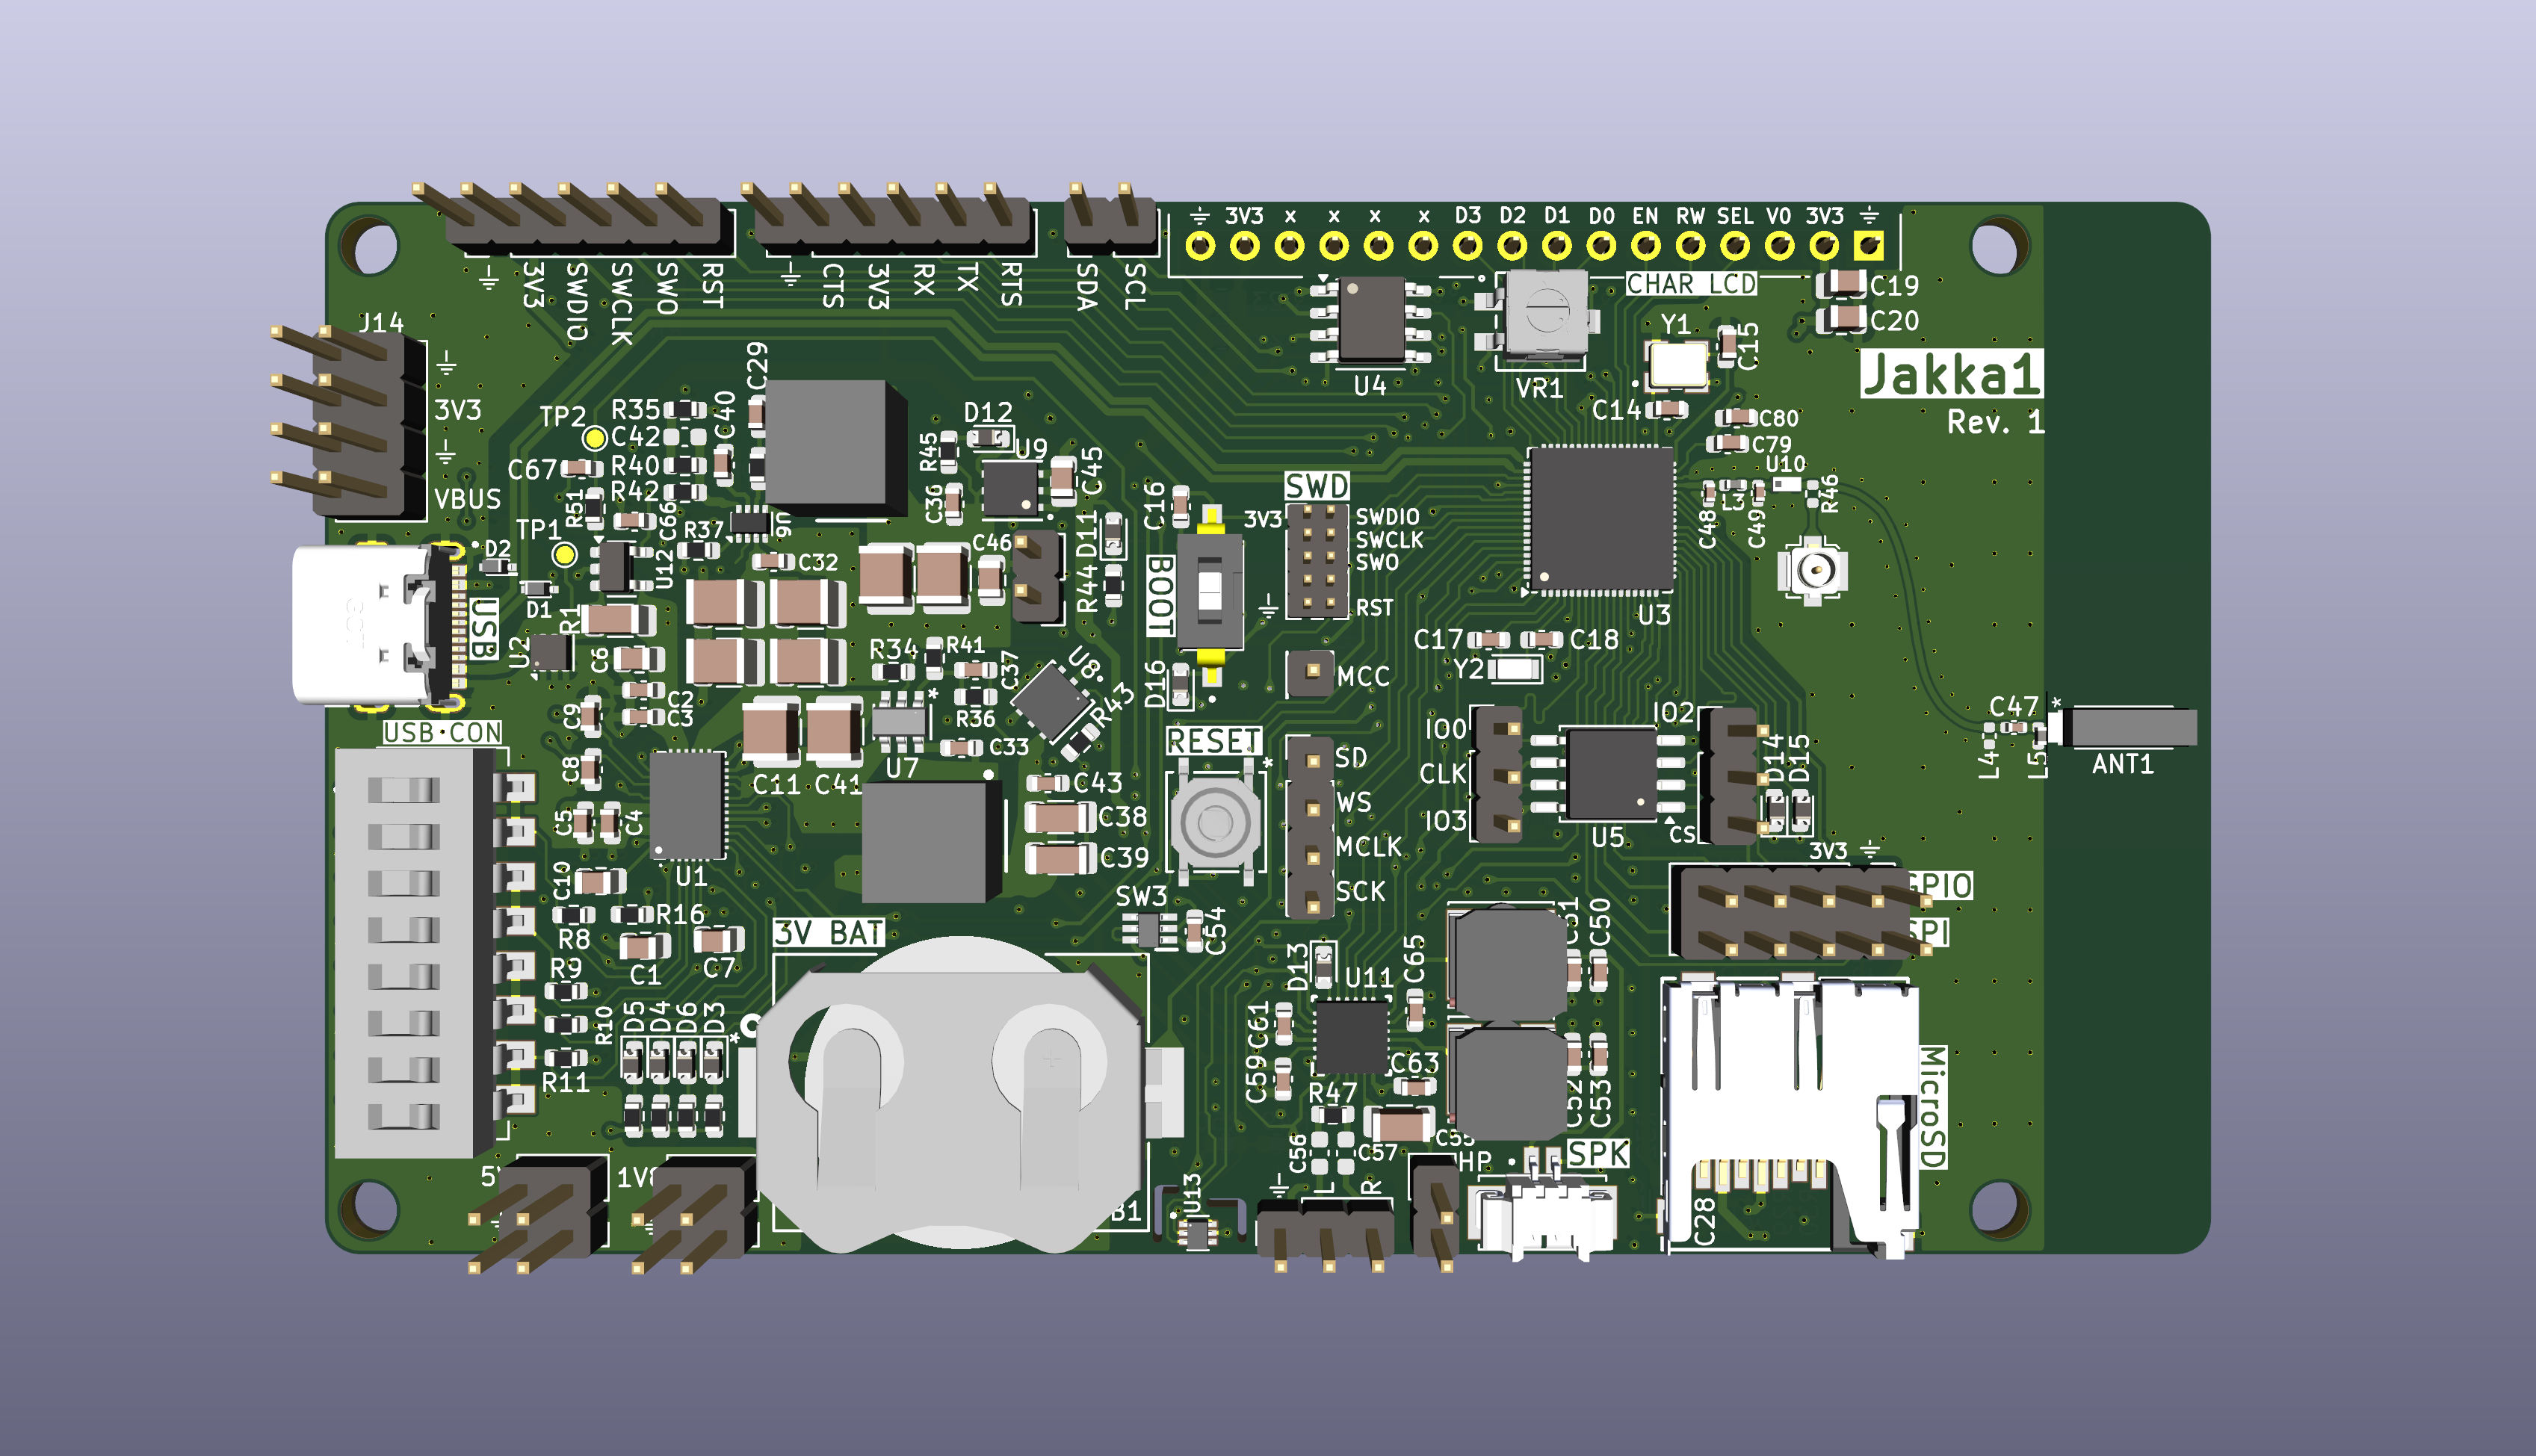 ⏚ 3V3 x x x x D3 D2 D1 D0 EN RW SEL V0 3V3 ⏚
⏚ 3V3 SWDIO SWCLK SWO RST
⏚ CTS 3V3 RX TX RTS
SDA SCL
CHAR LCD
C19
C20
J14
⏚
3V3
⏚
VBUS
U4
VR1
Y1
C15
C14
Jakka1
Rev. 1
C29
TP2
R35
C42
C40
C67
R40
R42
R51
C66
R37
U6
TP1
U12
C32
D12
R45
U9
C36
C45
C46
D11
R44
C16
BOOT
⏚
D16
SWD
3V3
SWDIO
SWCLK
SWO
RST
MCC
C80
C79
U10
R46
C48
L3
C49
U3
C17
C18
Y2
D2
D1
USB
R1
U2
C6
C2
C3
C9
C8
USB CON
R34
R41
C37
R36
C33
U8
R43
U7
C11
C41
C43
C38
C39
RESET
SD
WS
MCLK
SCK
IO0
CLK
IO3
IO2
U5
CS
D14
D15
C47
L4
L5
ANT1
3V3 ⏚
GPIO
SPI
C5
C4
U1
C10
R8
R16
C1
C7
R9
R10
R11
D5
D4
D6
D3
3V BAT
SW3
C54
D13
U11
C65
C51
C50
C61
C59
C63
R47
C52
C53
C56
C57
C55
HP
SPK
MicroSD
C28
1V8
U13
B1
⏚
L
R